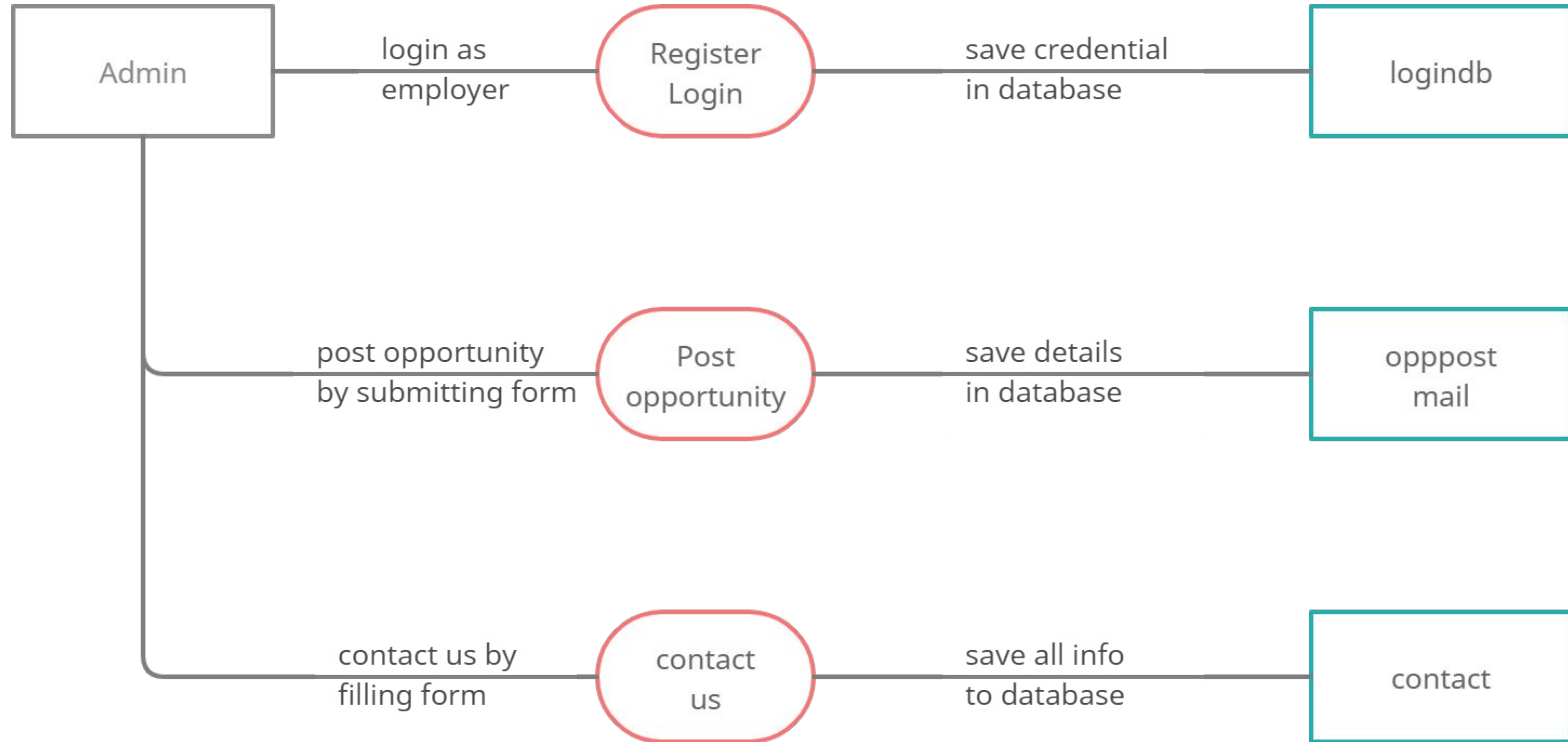 Admin
login as
employer
Register
Login
save credential
in database
logindb
post opportunity
by submitting form
Post
opportunity
save details
in database
opppost
mail
contact us by
filling form
contact
us
save all info
to database
contact